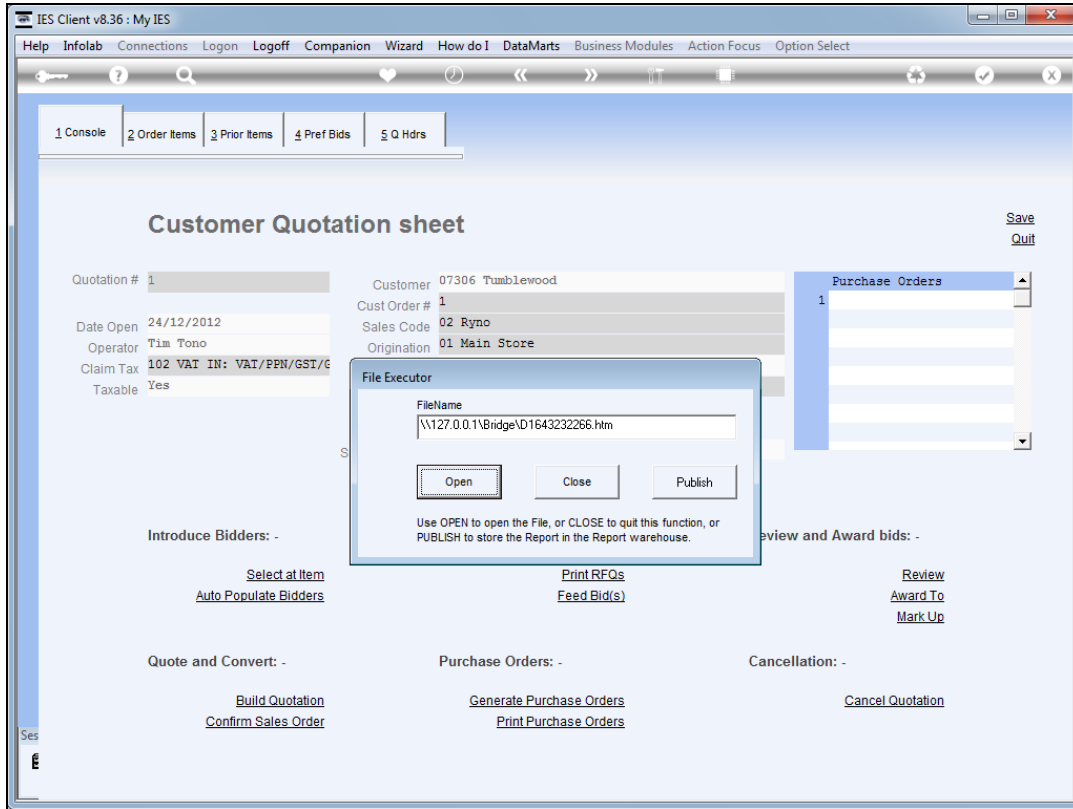 IES Client v8.36 : My IES
Help Infolab Connections Logon Logoff Companion Wizard How do I DataMarts Business Modules Action Focus Option Select
1 Console 2 Order Items 3 Prior Items 4 Pref Bids 5 Q Hdrs
Customer Quotation sheet
Save
Quit
Quotation # 1
Customer 07306 Tumblewood
Cust Order # 1
Date Open 24/12/2012
Sales Code 02 Ryno
Operator Tim Tono
Origination 01 Main Store
Claim Tax 102 VAT IN: VAT/PPN/GST/G
Taxable Yes
S
Purchase Orders
1
File Executor
FileName
\\127.0.0.1\Bridge\D1643232266.htm
Open Close Publish
Use OPEN to open the File, or CLOSE to quit this function, or
PUBLISH to store the Report in the Report warehouse.
Introduce Bidders: - eview and Award bids: -
Select at Item Print RFQs Review
Auto Populate Bidders Feed Bid(s) Award To
Mark Up
Quote and Convert: - Purchase Orders: - Cancellation: -
Build Quotation Generate Purchase Orders Cancel Quotation
Confirm Sales Order Print Purchase Orders
Ses